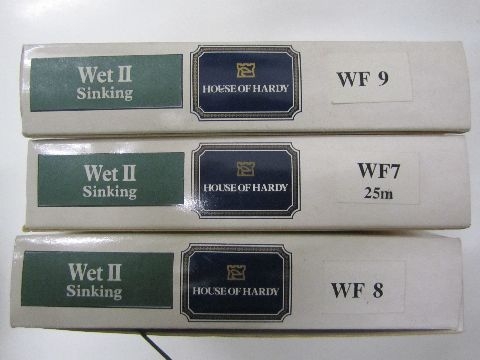 Wet II
Sinking
HOUSE OF HARDY
WF 9
Wet II
Sinking
HOUSE OF HARDY
WF7
25m
Wet II
Sinking
HOUSE OF HARDY
WF 8